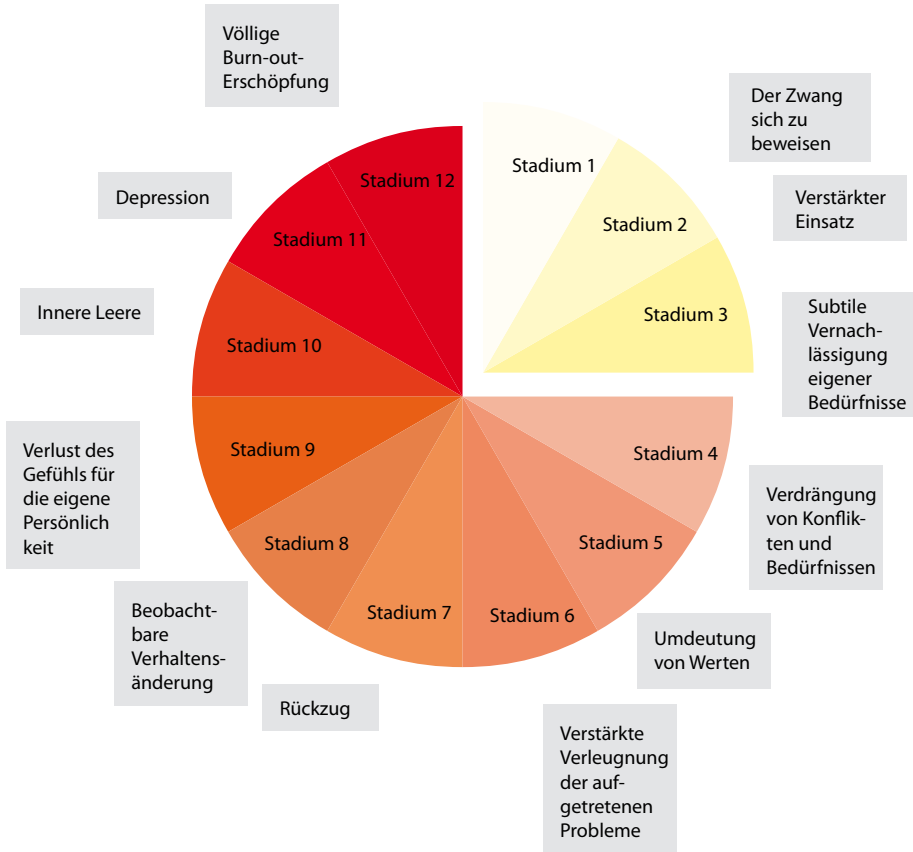 Stadium 1
Der Zwang
sich zu
beweisen
Stadium 2
Verstärkter
Einsatz
Stadium 3
Subtile
Vernach-
lässigung
eigener
Bedürfnisse
Stadium 4
Verdrängung
von Konflik-
ten und
Bedürfnissen
Stadium 5
Umdeutung
von Werten
Stadium 6
Verstärkte
Verleugnung
der auf-
getretenen
Probleme
Stadium 7
Rückzug
Stadium 8
Beobacht-
bare
Verhaltens-
änderung
Stadium 9
Verlust des
Gefühls für
die eigene
Persönlich
keit
Stadium 10
Innere Leere
Stadium 11
Depression
Stadium 12
Völlige
Burn-out-
Erschöpfung